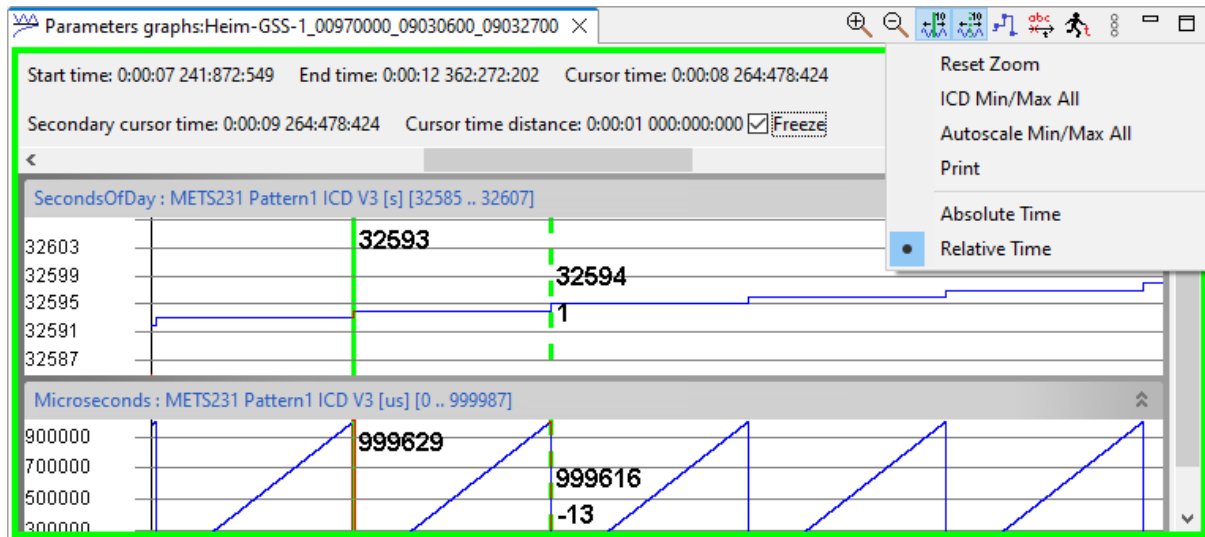 Parameters graphs:Heim-GSS-1_00970000_09030600_09032700
Start time: 0:00:07 241:872:549 End time: 0:00:12 362:272:202 Cursor time: 0:00:08 264:478:424
Secondary cursor time: 0:00:09 264:478:424 Cursor time distance: 0:00:01 000:000:000 Freeze
Reset Zoom
ICD Min/Max All
Autoscale Min/Max All
Print
Absolute Time
Relative Time
SecondsOfDay : METS231 Pattern1 ICD V3 [s] [32585 .. 32607]
32603
32599
32595
32591
32587
32593
32594
1
Microseconds : METS231 Pattern1 ICD V3 [us] [0 .. 999987]
900000
700000
500000
300000
999629
999616
-13
10
10
abc
t